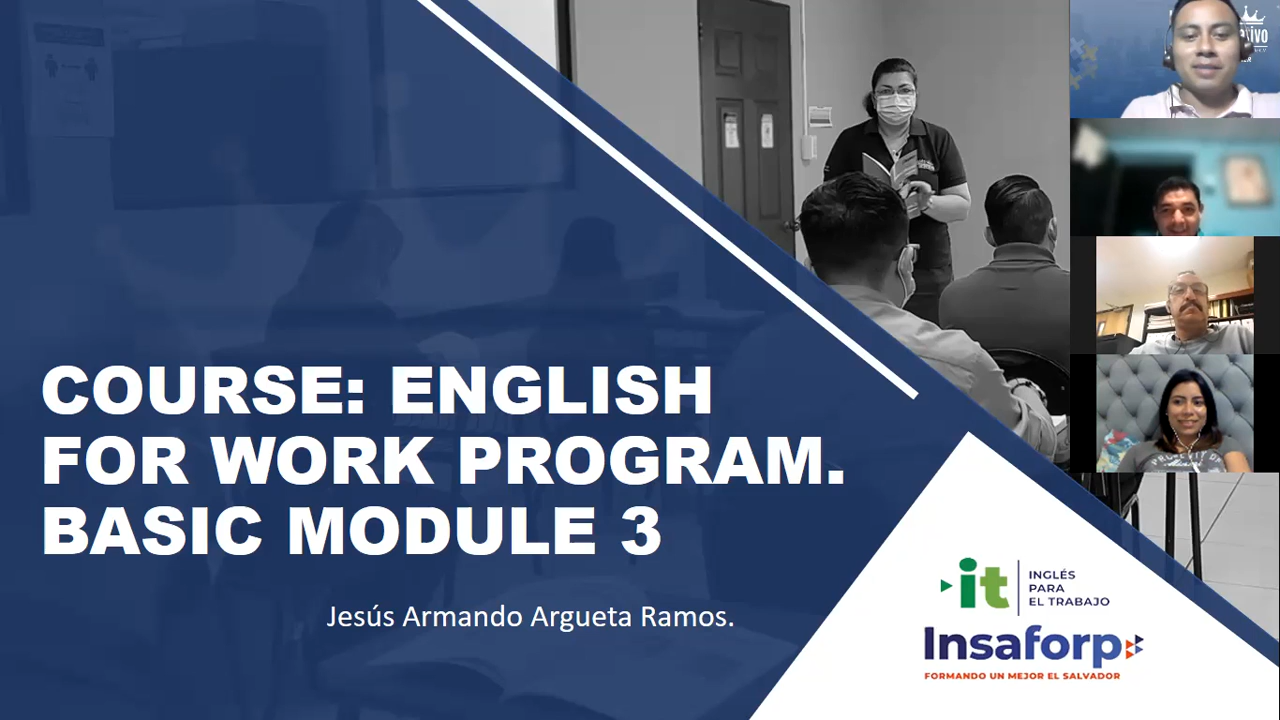 COURSE: ENGLISH
FOR WORK PROGRAM.
BASIC MODULE 3
Jesús Armando Argueta Ramos.
it
INGLÉS
PARA
EL TRABAJO
Insaforp
FORMANDO UN MEJOR EL SALVADOR